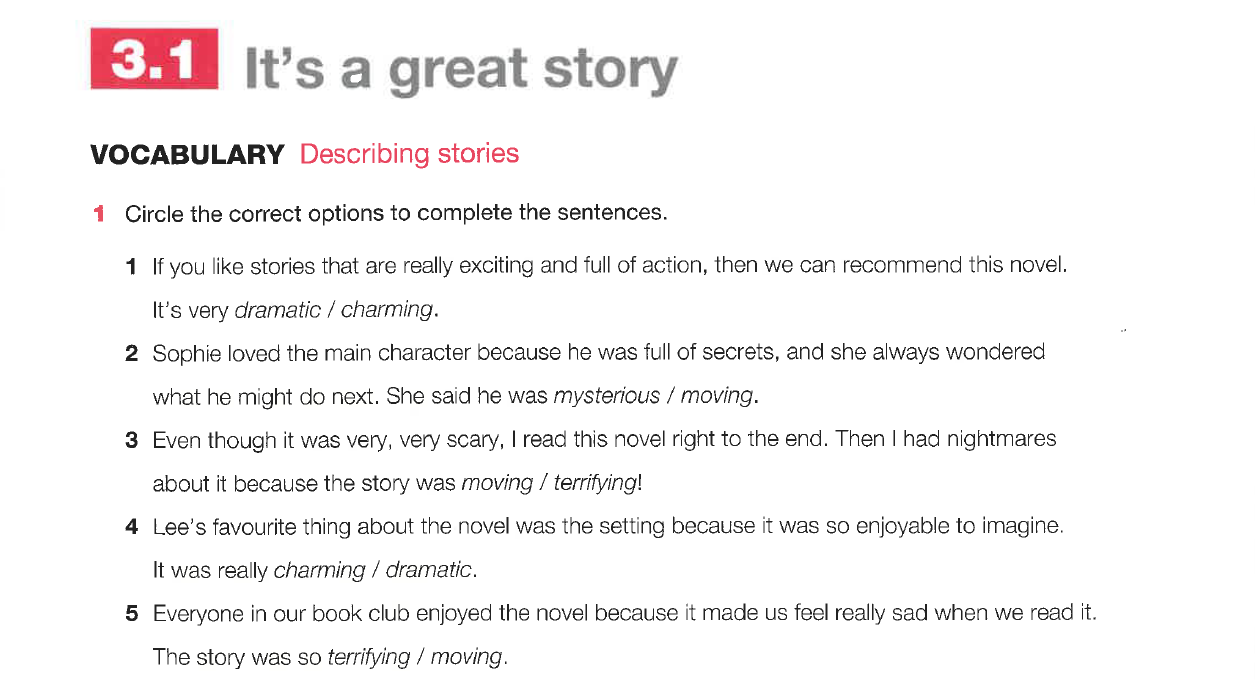 3.1 It's a great story
VOCABULARY Describing stories
1 Circle the correct options to complete the sentences.
1 If you like stories that are really exciting and full of action, then we can recommend this novel.
It's very dramatic / charming.
2 Sophie loved the main character because he was full of secrets, and she always wondered
what he might do next. She said he was mysterious / moving.
3 Even though it was very, very scary, I read this novel right to the end. Then I had nightmares
about it because the story was moving / terrifying!
4 Lee's favourite thing about the novel was the setting because it was so enjoyable to imagine.
It was really charming / dramatic.
5 Everyone in our book club enjoyed the novel because it made us feel really sad when we read it.
The story was so terrifying / moving.